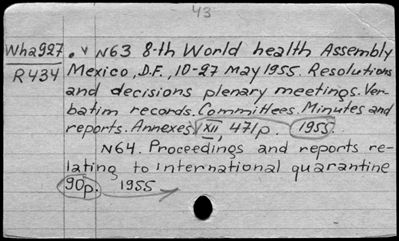 43
Wha927 • v N63 8-th World health Assembly
R434 Mexico, D.F., 10-27 May 1955. Resolutions
and decisions plenary meetings. Ver-
batim records. Committees. Minutes and
reports. Annexes XII, 471p. 1955.
N64. Proceedings and reports re-
lating to international quarantine
90p. 1955